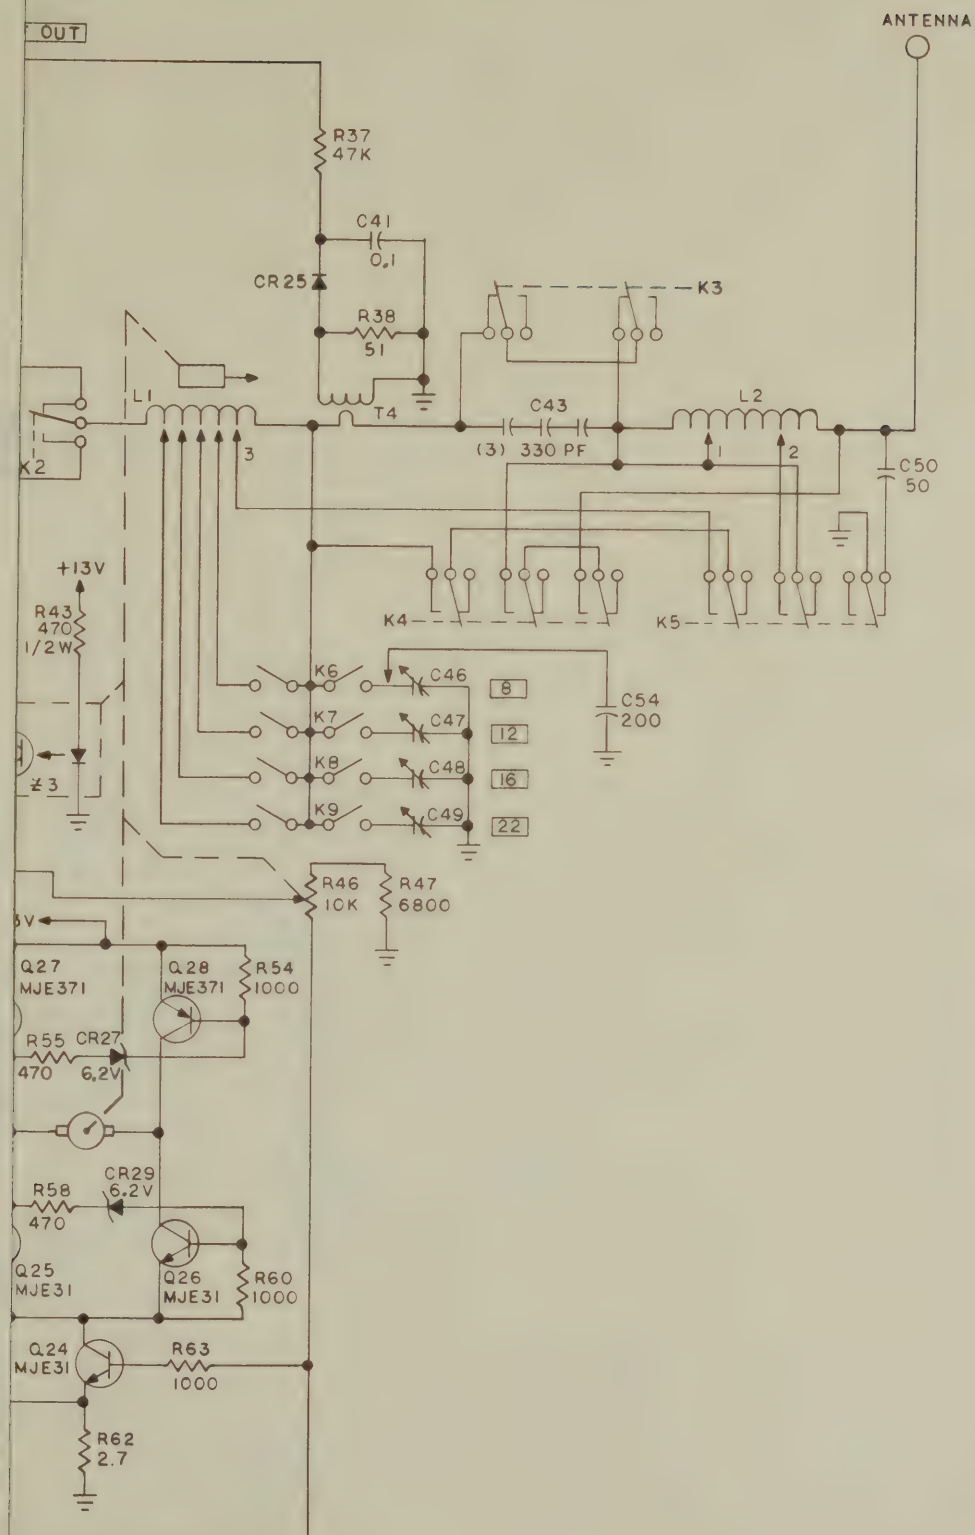 OUT
ANTENNA
R37
47K
C41
0.1
CR25
R38
51
T4
K3
L1
3
K2
C43
(3) 330 PF
L2
1
2
C50
50
+13V
R43
470
1/2W
K4
K5
K6
C46
8
C54
200
K7
C47
12
K8
C48
16
K9
C49
22
Z3
R46
10K
R47
6800
3V
Q27
MJE371
Q28
MJE371
R54
1000
R55
470
CR27
6.2V
CR29
6.2V
R58
470
Q25
MJE31
Q26
MJE31
R60
1000
Q24
MJE31
R63
1000
R62
2.7